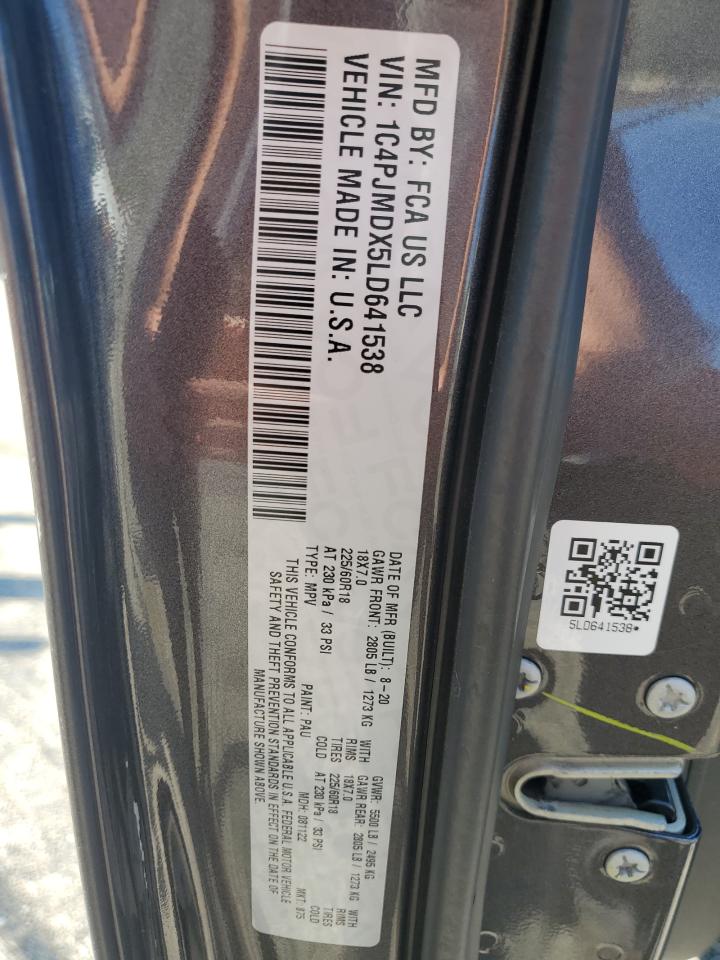 MFD BY: FCA US LLC
VIN: 1C4PJMDX5LD641538
VEHICLE MADE IN: U.S.A.
DATE OF MFR (BUILT): 8-20 GVWR: 5500 LB / 2495 KG
GAWR FRONT: 2805 LB / 1273 KG WITH GAWR REAR: 2805 LB / 1273 KG WITH
18X7.0 RIMS 18X7.0 RIMS
225/60R18 TIRES 225/60R18 TIRES
AT 230 kPa / 33 PSI COLD AT 230 kPa / 33 PSI COLD
TYPE: MPV PAINT: PAU MDH: 081122 MKT: 875
THIS VEHICLE CONFORMS TO ALL APPLICABLE U.S.A. FEDERAL MOTOR VEHICLE
SAFETY AND THEFT PREVENTION STANDARDS IN EFFECT ON THE DATE OF
MANUFACTURE SHOWN ABOVE.
5LD641538*